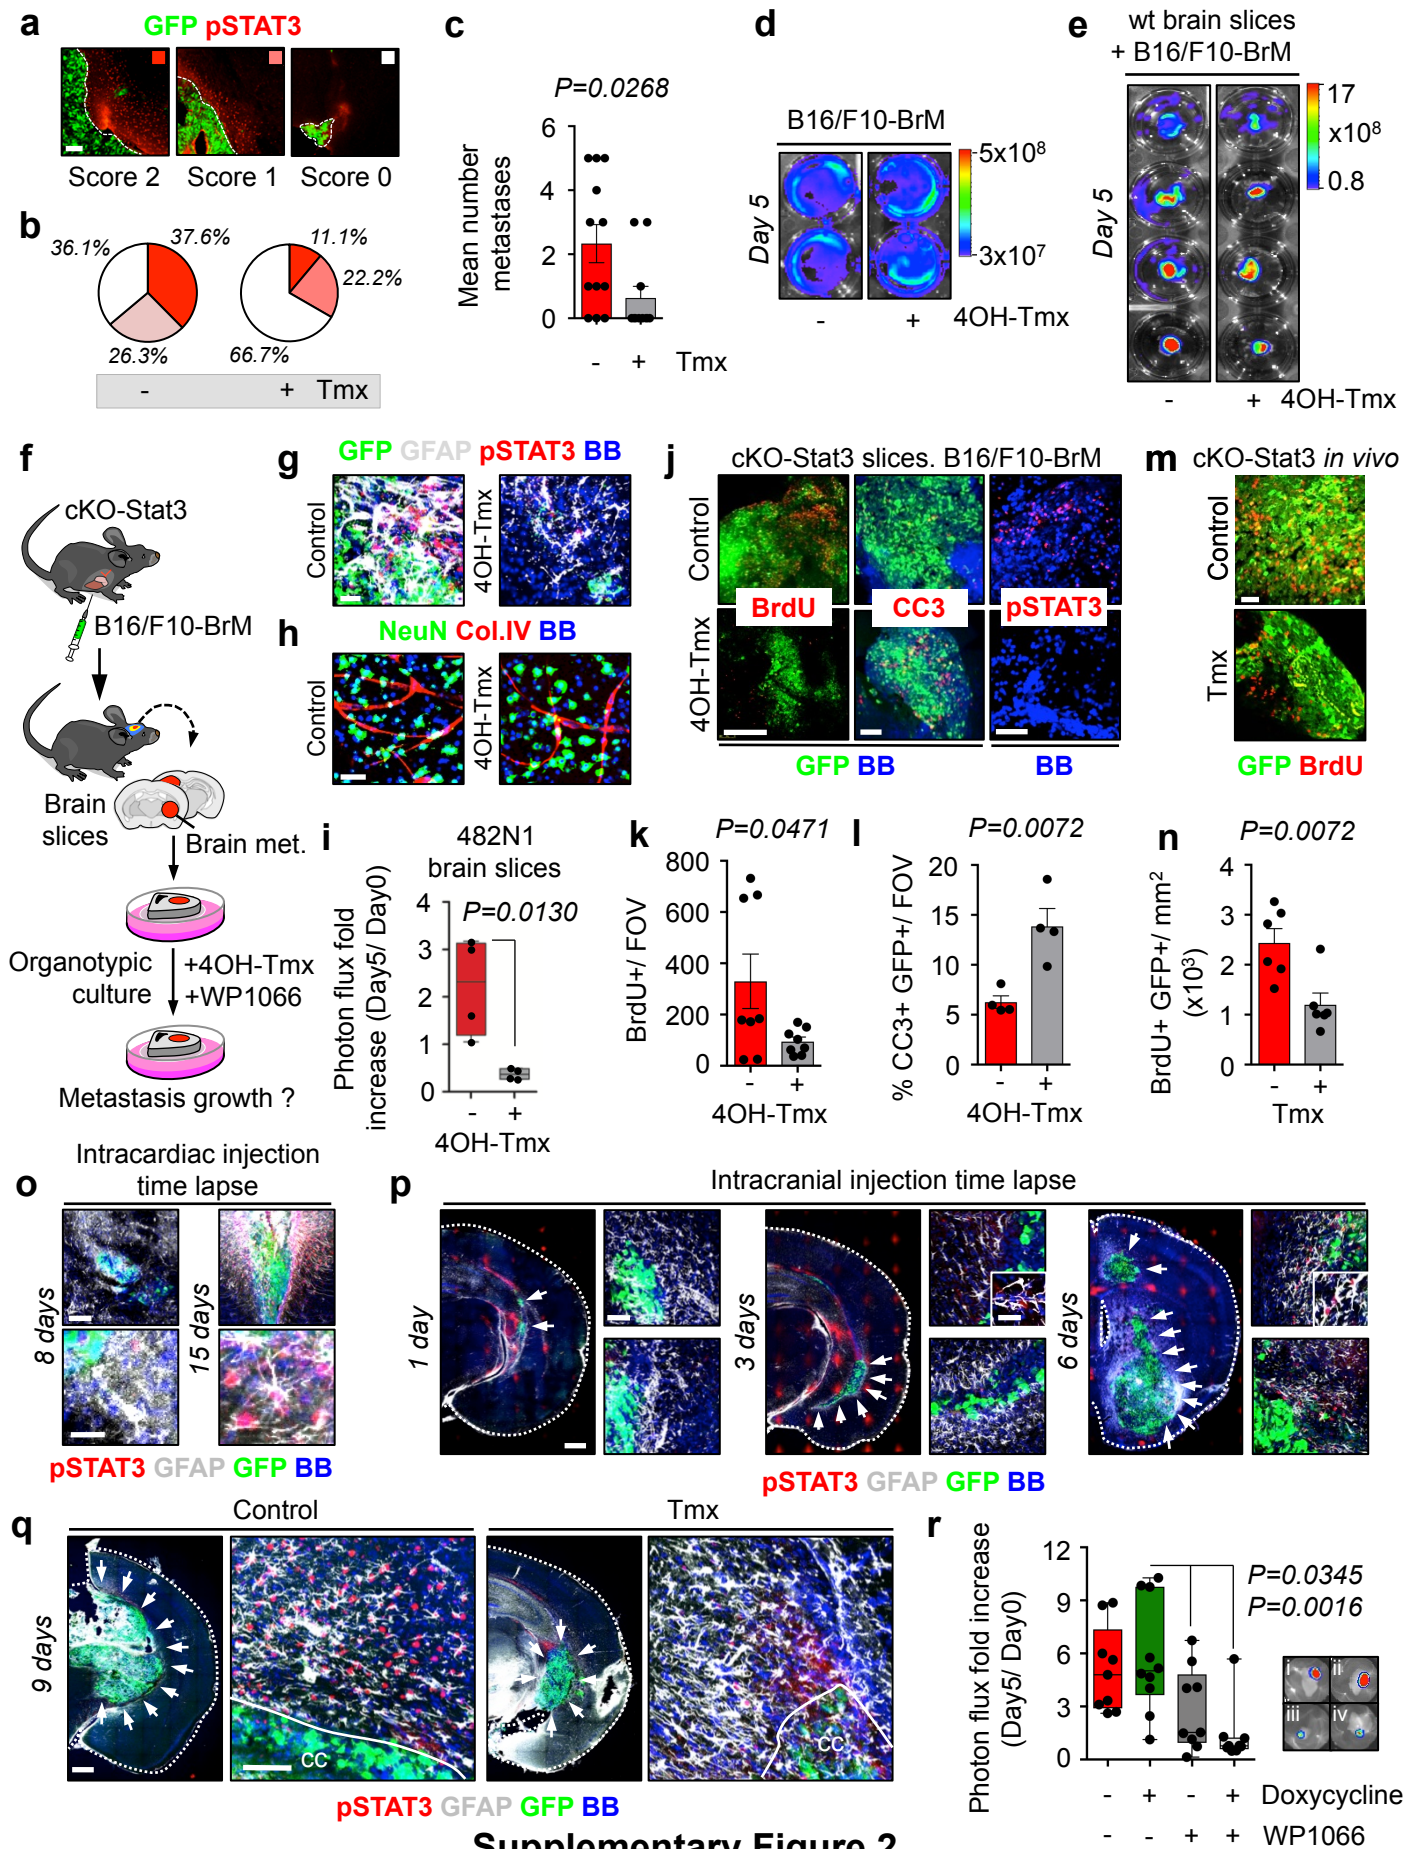 a
GFP pSTAT3
Score 2
Score 1
Score 0
b
36.1%
37.6%
26.3%
11.1%
22.2%
66.7%
-
+
Tmx
c
P=0.0268
Mean number
metastases
6
4
2
0
-
+
Tmx
d
B16/F10-BrM
Day 5
5x10⁸
3x10⁷
-
+
4OH-Tmx
e
wt brain slices
+ B16/F10-BrM
Day 5
17
x10⁸
0.8
-
+
4OH-Tmx
f
cKO-Stat3
B16/F10-BrM
Brain
slices
Brain met.
Organotypic
culture
+4OH-Tmx
+WP1066
Metastasis growth ?
g
GFP GFAP pSTAT3 BB
Control
4OH-Tmx
h
NeuN Col.IV BB
Control
4OH-Tmx
i
482N1
brain slices
P=0.0130
Photon flux fold
increase (Day5/ Day0)
4
3
2
1
0
-
+
4OH-Tmx
j
cKO-Stat3 slices. B16/F10-BrM
Control
4OH-Tmx
BrdU
CC3
pSTAT3
GFP BB
BB
k
P=0.0471
BrdU+/ FOV
800
600
400
200
0
-
+
4OH-Tmx
l
P=0.0072
% CC3+ GFP+/ FOV
20
15
10
5
0
-
+
4OH-Tmx
m
cKO-Stat3 in vivo
Control
Tmx
GFP BrdU
n
P=0.0072
BrdU+ GFP+/ mm²
(x10³)
4
3
2
1
0
-
+
Tmx
o
Intracardiac injection
time lapse
8 days
15 days
pSTAT3 GFAP GFP BB
p
Intracranial injection time lapse
1 day
3 days
6 days
pSTAT3 GFAP GFP BB
q
Control
Tmx
9 days
cc
cc
pSTAT3 GFAP GFP BB
r
Photon flux fold increase
(Day5/ Day0)
12
9
6
3
0
P=0.0345
P=0.0016
i
ii
iii
iv
- + - + Doxycycline
- - + + WP1066
Supplementary Figure 2